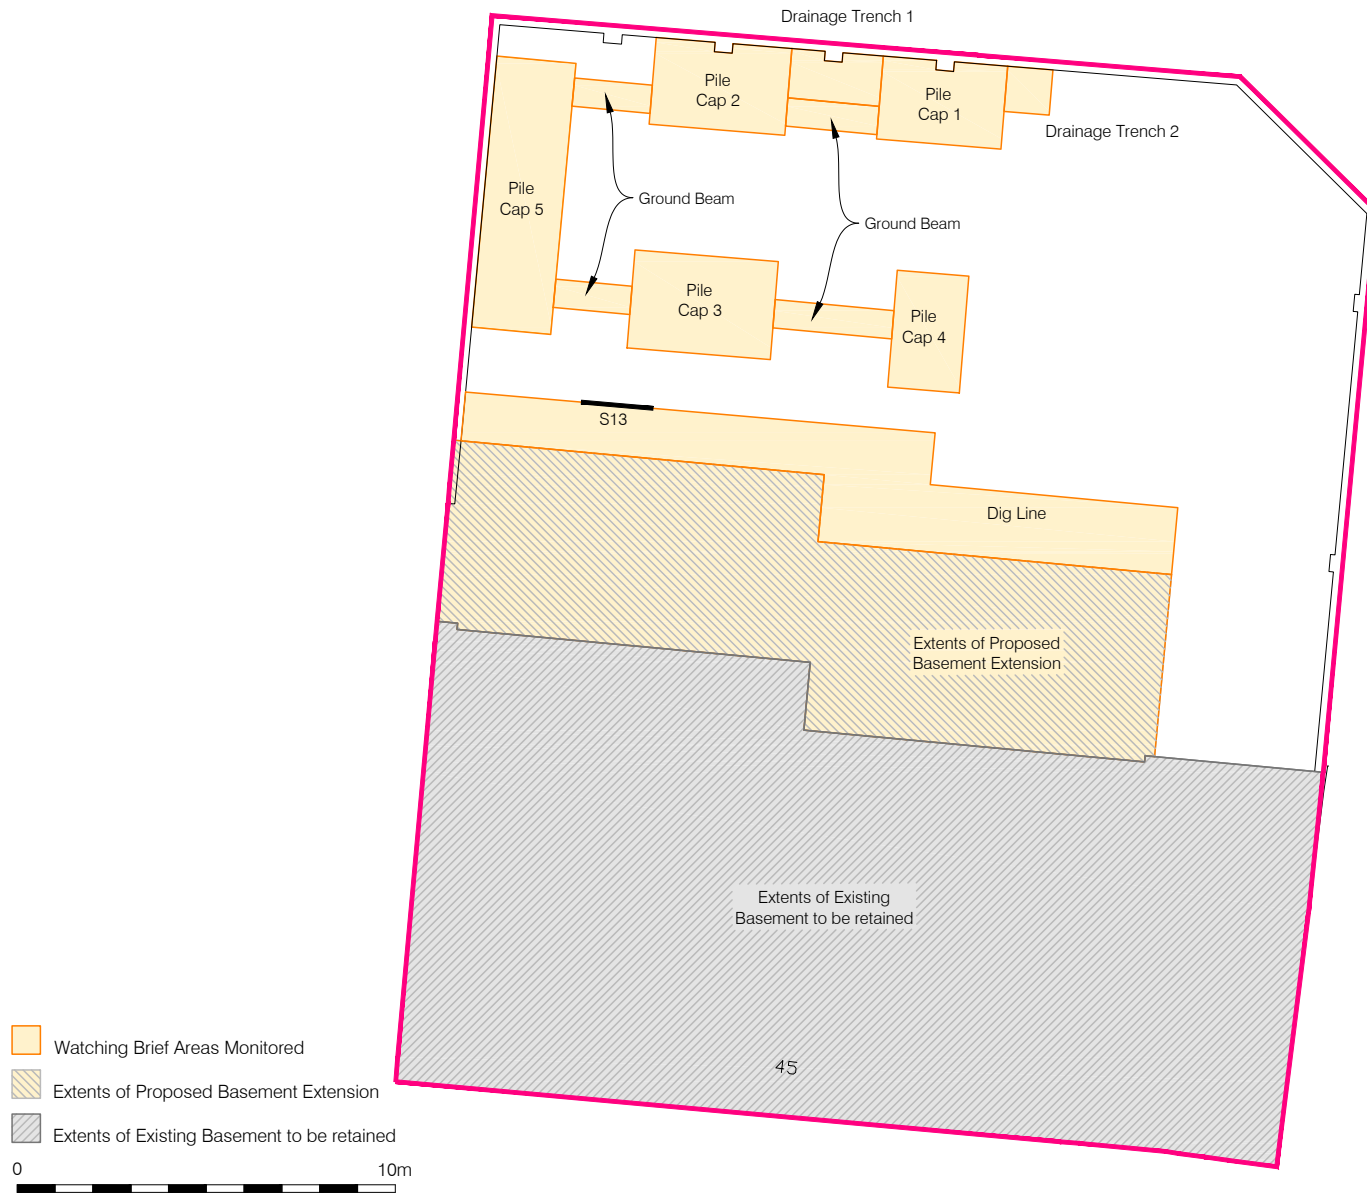 Drainage Trench 1
Pile
Cap 2
Pile
Cap 1
Drainage Trench 2
Pile
Cap 5
Ground Beam
Ground Beam
Pile
Cap 3
Pile
Cap 4
S13
Dig Line
Extents of Proposed
Basement Extension
Extents of Existing
Basement to be retained
45
Watching Brief Areas Monitored
Extents of Proposed Basement Extension
Extents of Existing Basement to be retained
0 10m